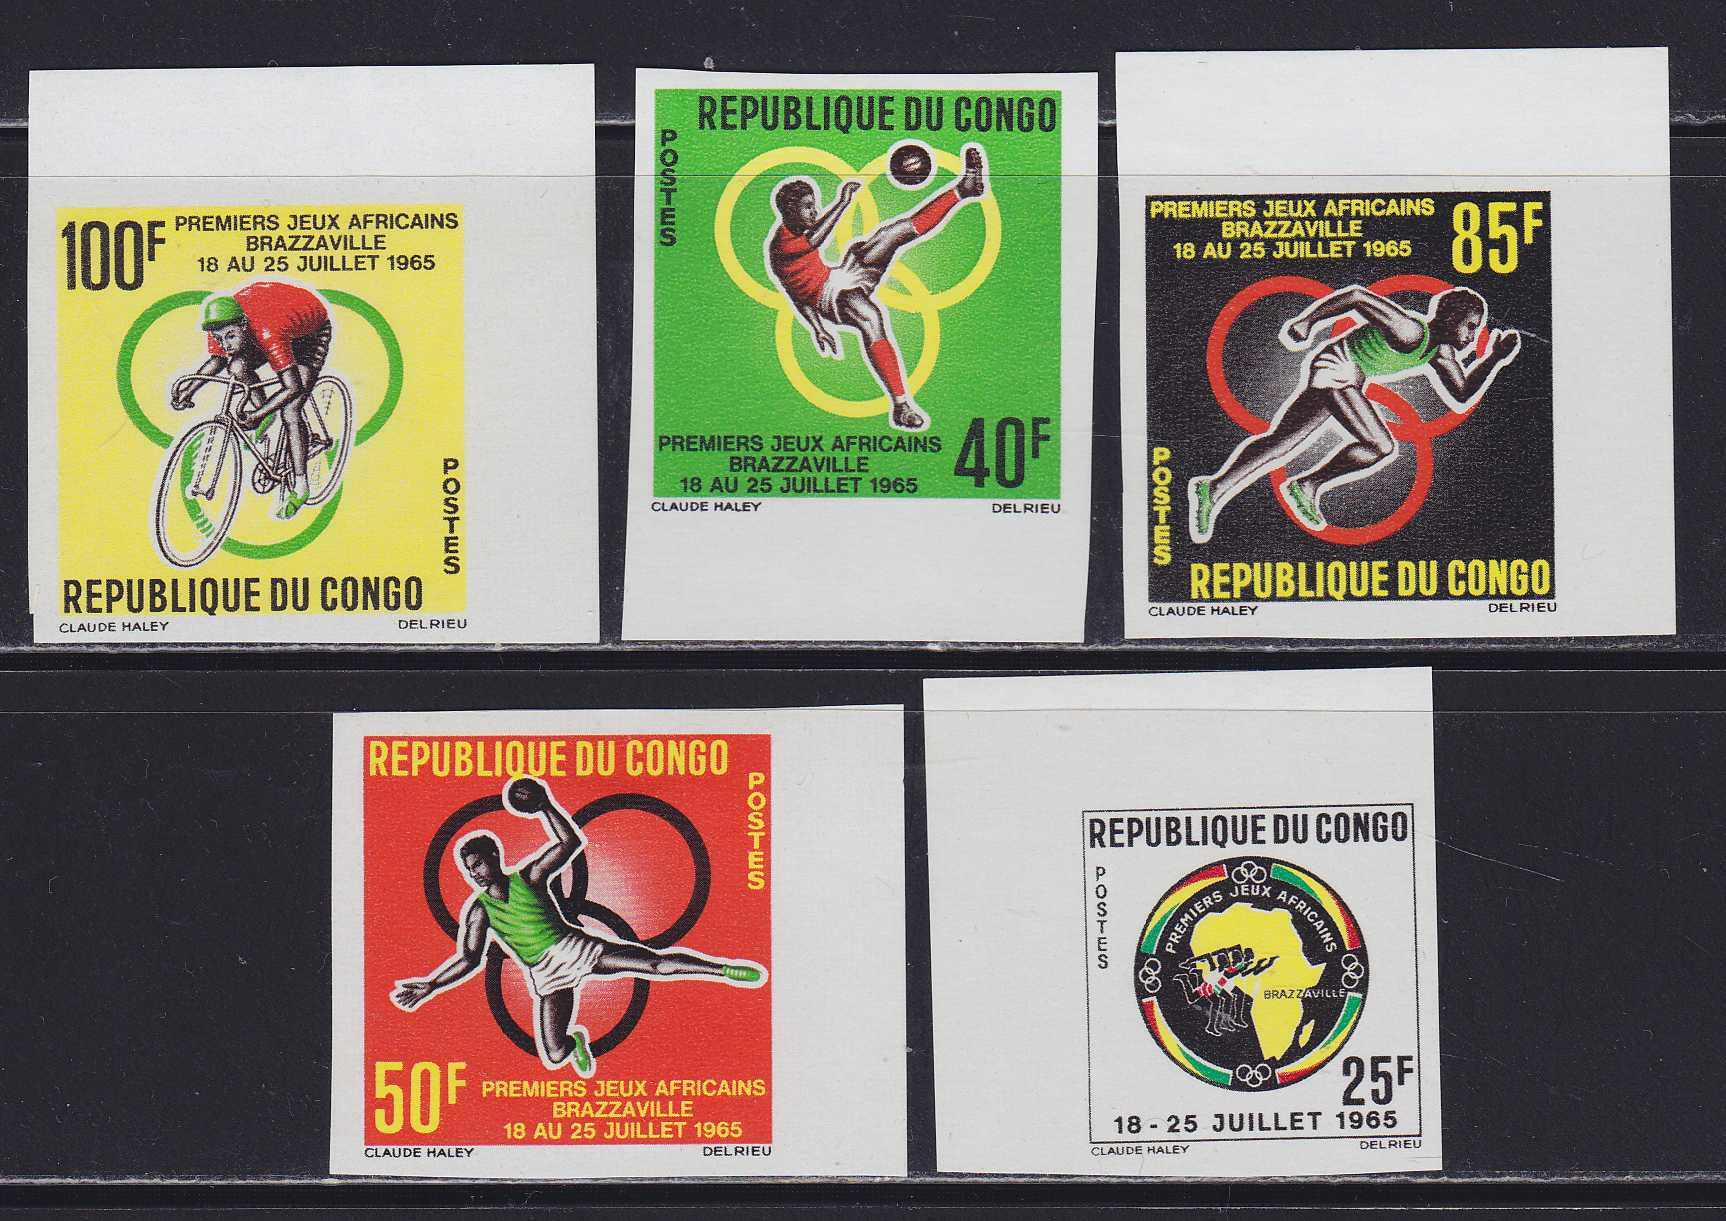 100F
PREMIERS JEUX AFRICAINS
BRAZZAVILLE
18 AU 25 JUILLET 1965
POSTES
REPUBLIQUE DU CONGO
CLAUDE HALEY DELRIEU
REPUBLIQUE DU CONGO
POSTES
PREMIERS JEUX AFRICAINS
BRAZZAVILLE
18 AU 25 JUILLET 1965
40F
CLAUDE HALEY DELRIEU
PREMIERS JEUX AFRICAINS
BRAZZAVILLE
18 AU 25 JUILLET 1965
85F
POSTES
REPUBLIQUE DU CONGO
CLAUDE HALEY DELRIEU
REPUBLIQUE DU CONGO
POSTES
50F
PREMIERS JEUX AFRICAINS
BRAZZAVILLE
18 AU 25 JUILLET 1965
CLAUDE HALEY DELRIEU
REPUBLIQUE DU CONGO
POSTES
PREMIERS JEUX AFRICAINS
BRAZZAVILLE
25F
18 - 25 JUILLET 1965
CLAUDE HALEY DELRIEU